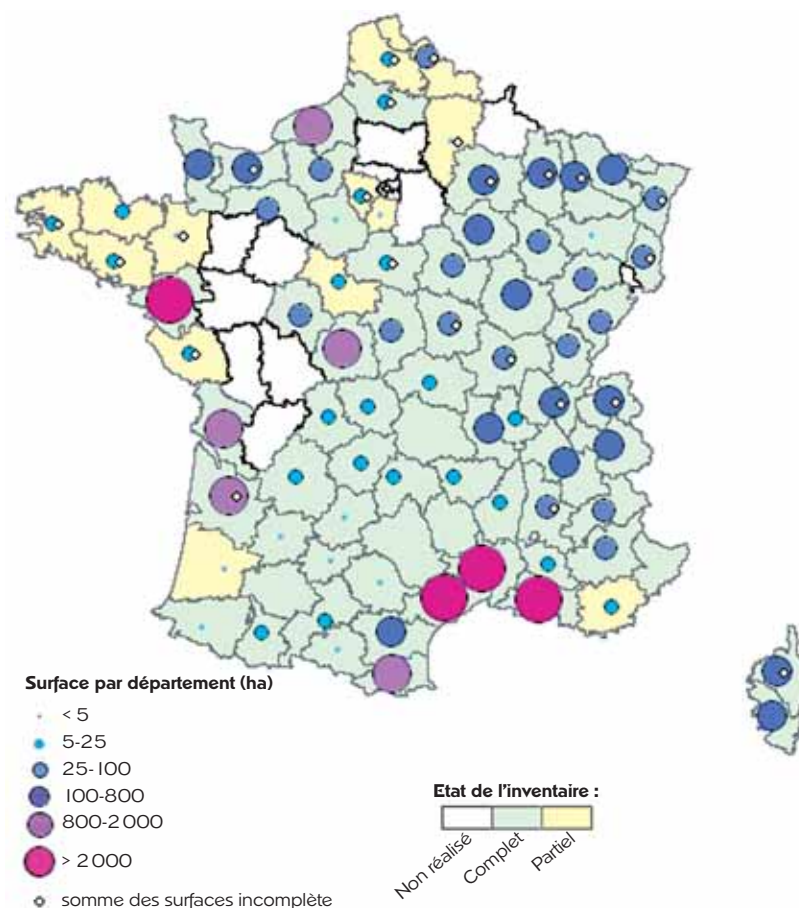 Surface par département (ha)
< 5
5-25
25-100
100-800
800-2 000
> 2 000
somme des surfaces incomplète
Etat de l'inventaire :
Non réalisé
Complet
Partiel